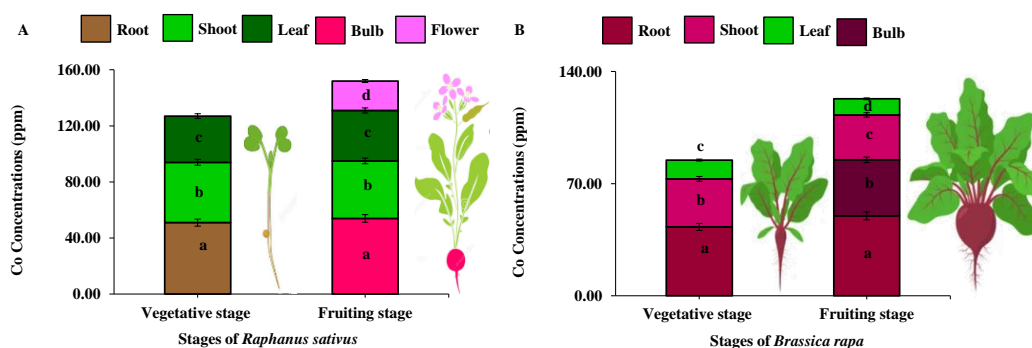 A
Root Shoot Leaf Bulb Flower
160.00
120.00
80.00
40.00
0.00
Co Concentrations (ppm)
c
b
a
d
c
b
a
Vegetative stage Fruiting stage
Stages of Raphanus sativus
B
Root Shoot Leaf Bulb
140.00
70.00
0.00
Co Concentrations (ppm)
c
b
a
d
c
b
a
Vegetative stage Fruiting stage
Stages of Brassica rapa